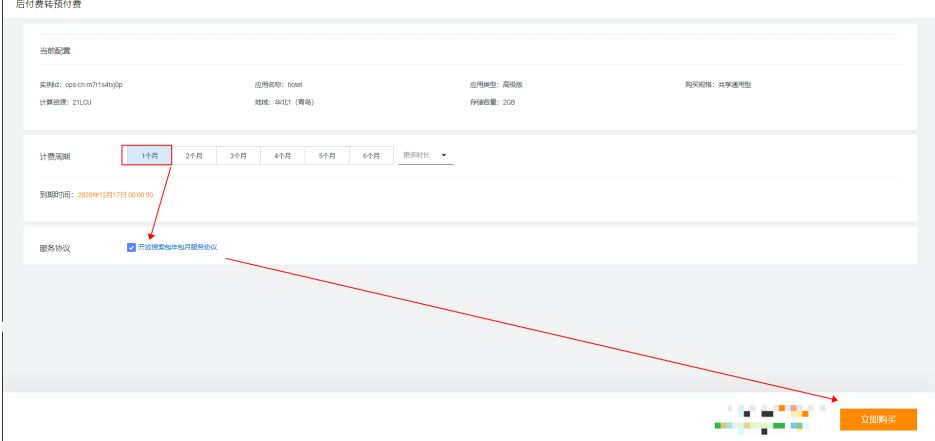 后付费转预付费
当前配置
实例id: ops-cn-m7r1s4tvj0p 应用名称: hotel 应用类型: 高级版 购买规格: 共享通用型
计算资源: 21LCU 地域: 华北1 (青岛) 存储容量: 2GB
计费周期 1个月 2个月 3个月 4个月 5个月 6个月 更多时长
到期时间: 2020年12月17日 00:00:00
服务协议 开放搜索包年包月服务协议
立即购买